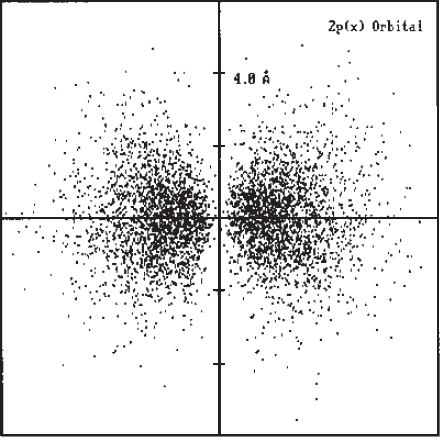 2p(x) Orbital
4.0 Å